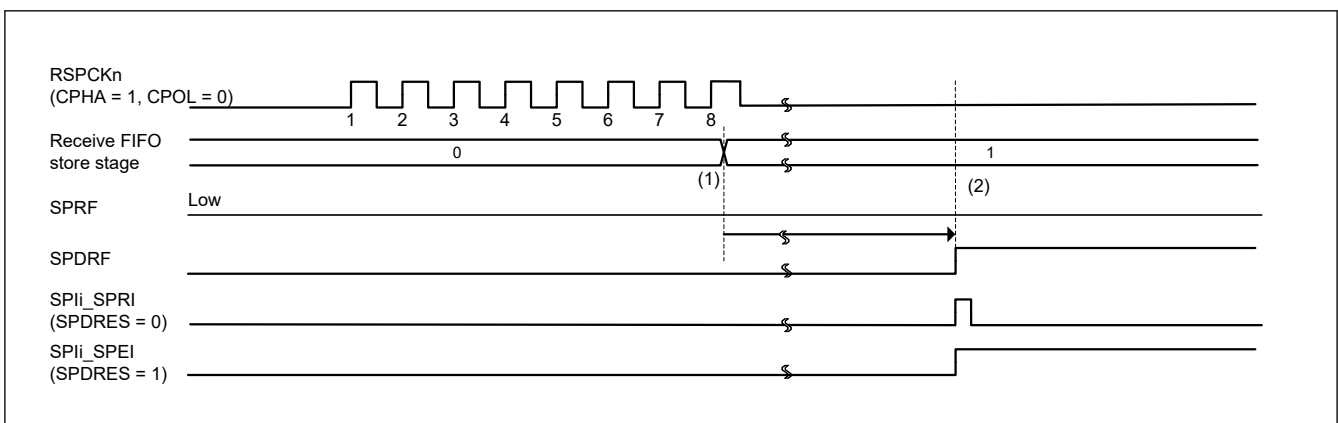 RSPCKn
(CPHA = 1, CPOL = 0)
1 2 3 4 5 6 7 8
Receive FIFO
store stage
0
1
(1)
(2)
SPRF
Low
SPDRF
SPIi_SPRI
(SPDRES = 0)
SPIi_SPEI
(SPDRES = 1)